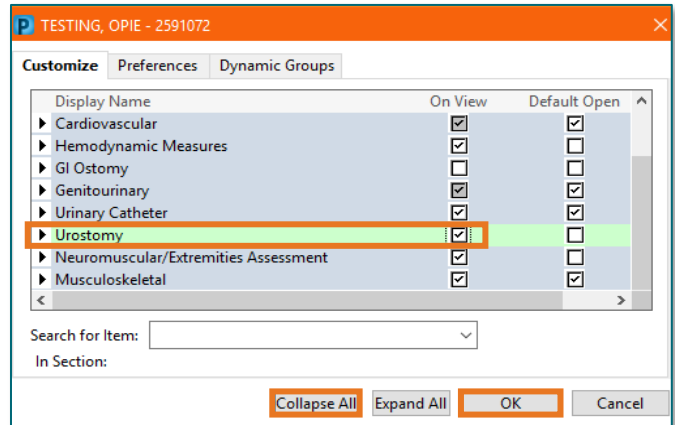 P TESTING, OPIE - 2591072
Customize Preferences Dynamic Groups
Display Name On View Default Open
Cardiovascular
Hemodynamic Measures
GI Ostomy
Genitourinary
Urinary Catheter
Urostomy
Neuromuscular/Extremities Assessment
Musculoskeletal
Search for Item:
In Section:
Collapse All Expand All OK Cancel